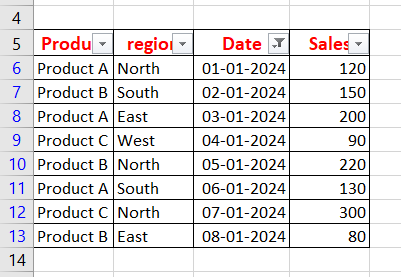 4
5 Produ region Date Sales
6 Product A North 01-01-2024 120
7 Product B South 02-01-2024 150
8 Product A East 03-01-2024 200
9 Product C West 04-01-2024 90
10 Product B North 05-01-2024 220
11 Product A South 06-01-2024 130
12 Product C North 07-01-2024 300
13 Product B East 08-01-2024 80
14